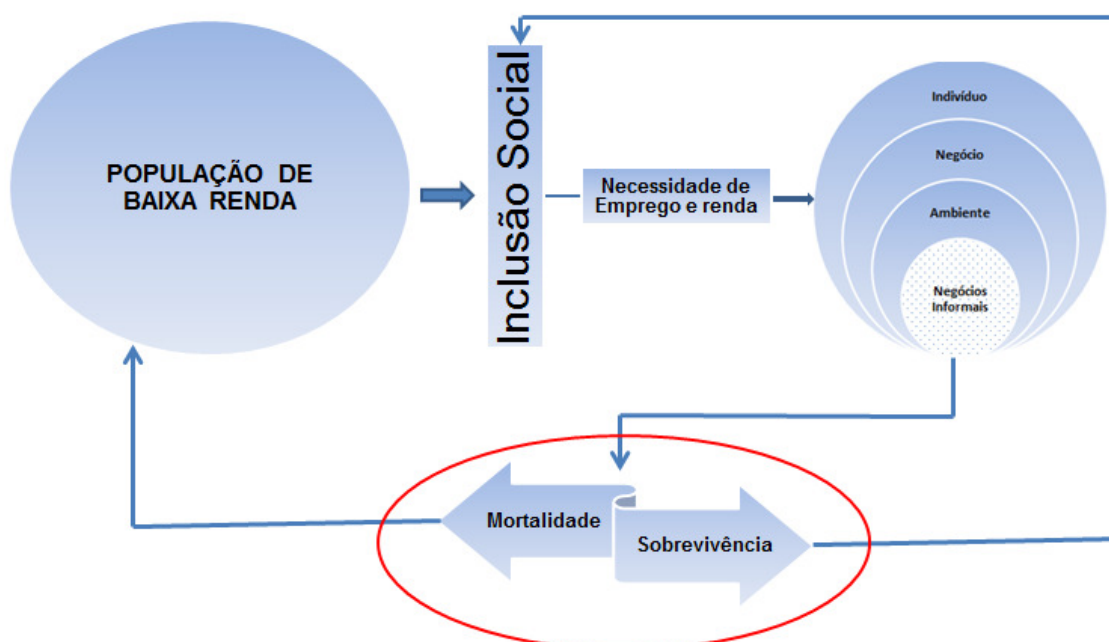 POPULAÇÃO DE
BAIXA RENDA
Inclusão Social
Necessidade de
Emprego e renda
Indivíduo
Negócio
Ambiente
Negócios
Informais
Mortalidade
Sobrevivência